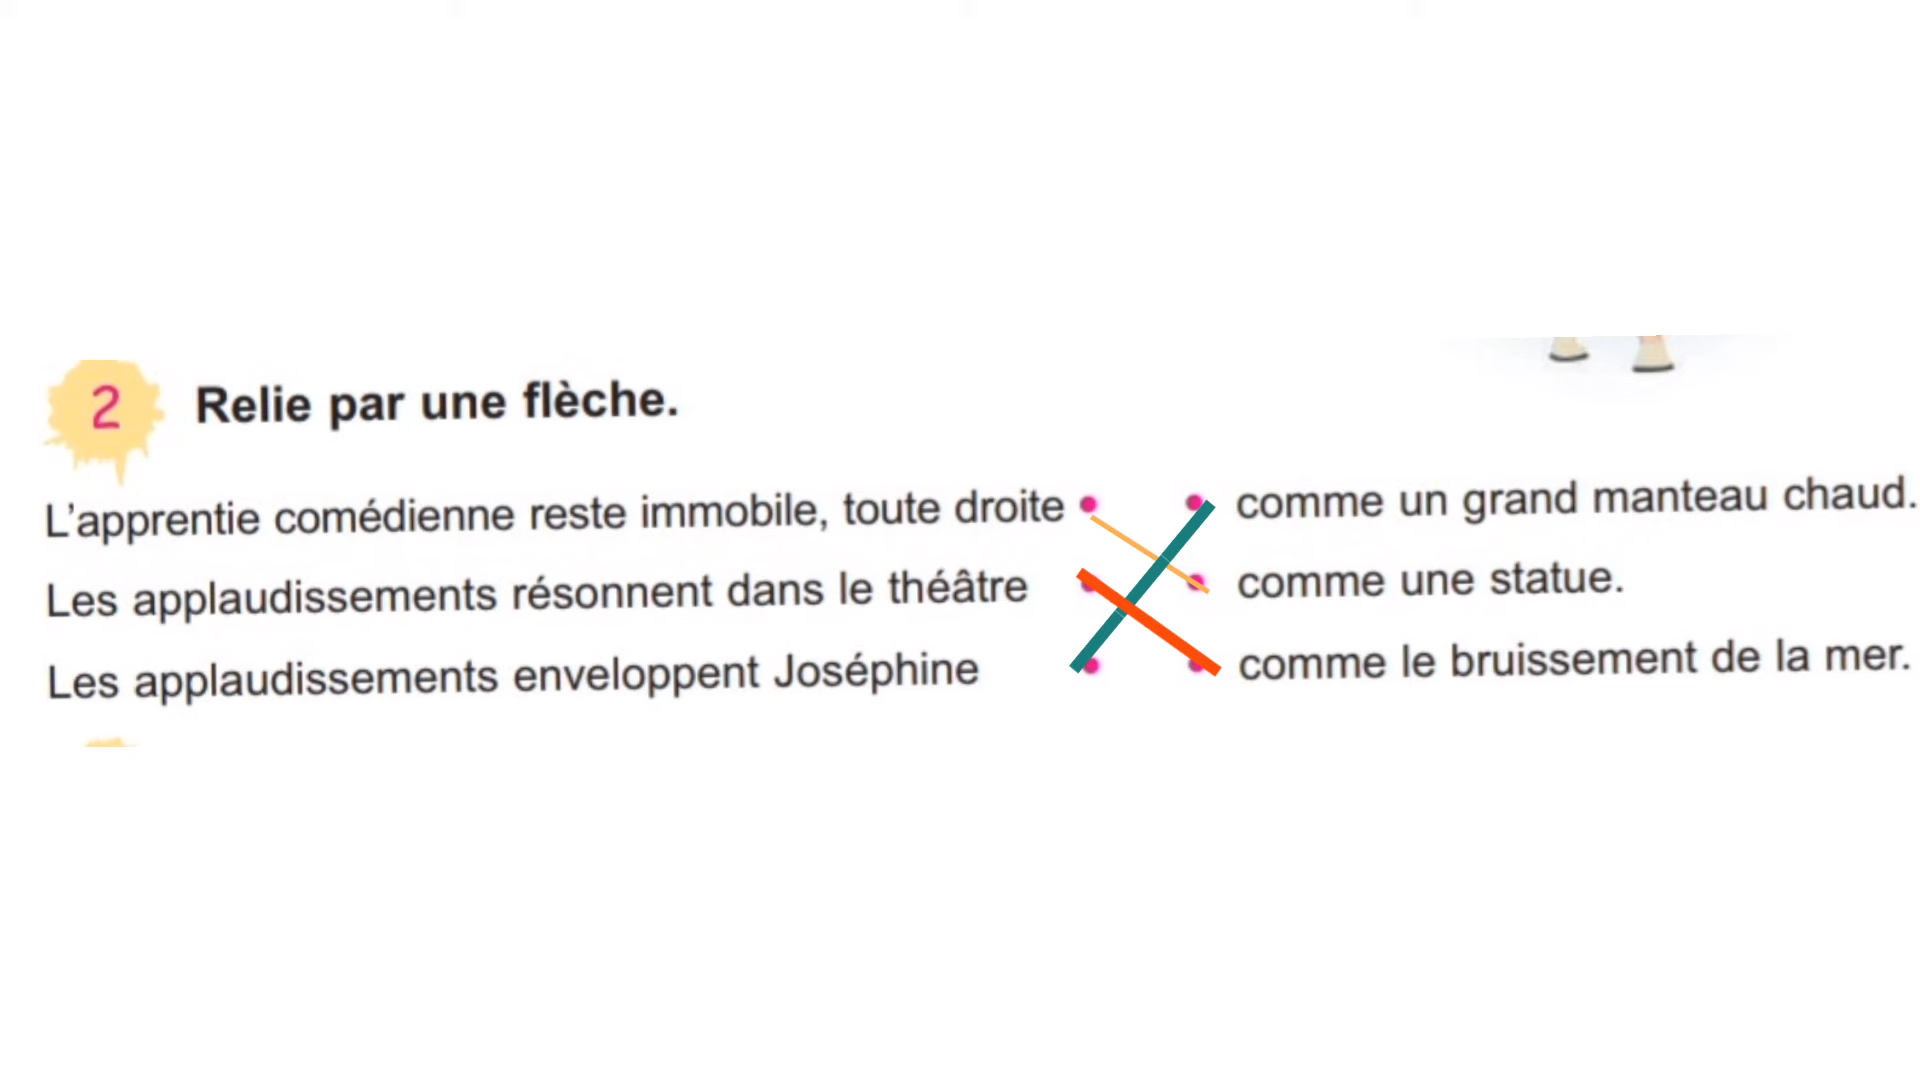 2 Relie par une flèche.
L'apprentie comédienne reste immobile, toute droite • • comme un grand manteau chaud.
Les applaudissements résonnent dans le théâtre • • comme une statue.
Les applaudissements enveloppent Joséphine • • comme le bruissement de la mer.